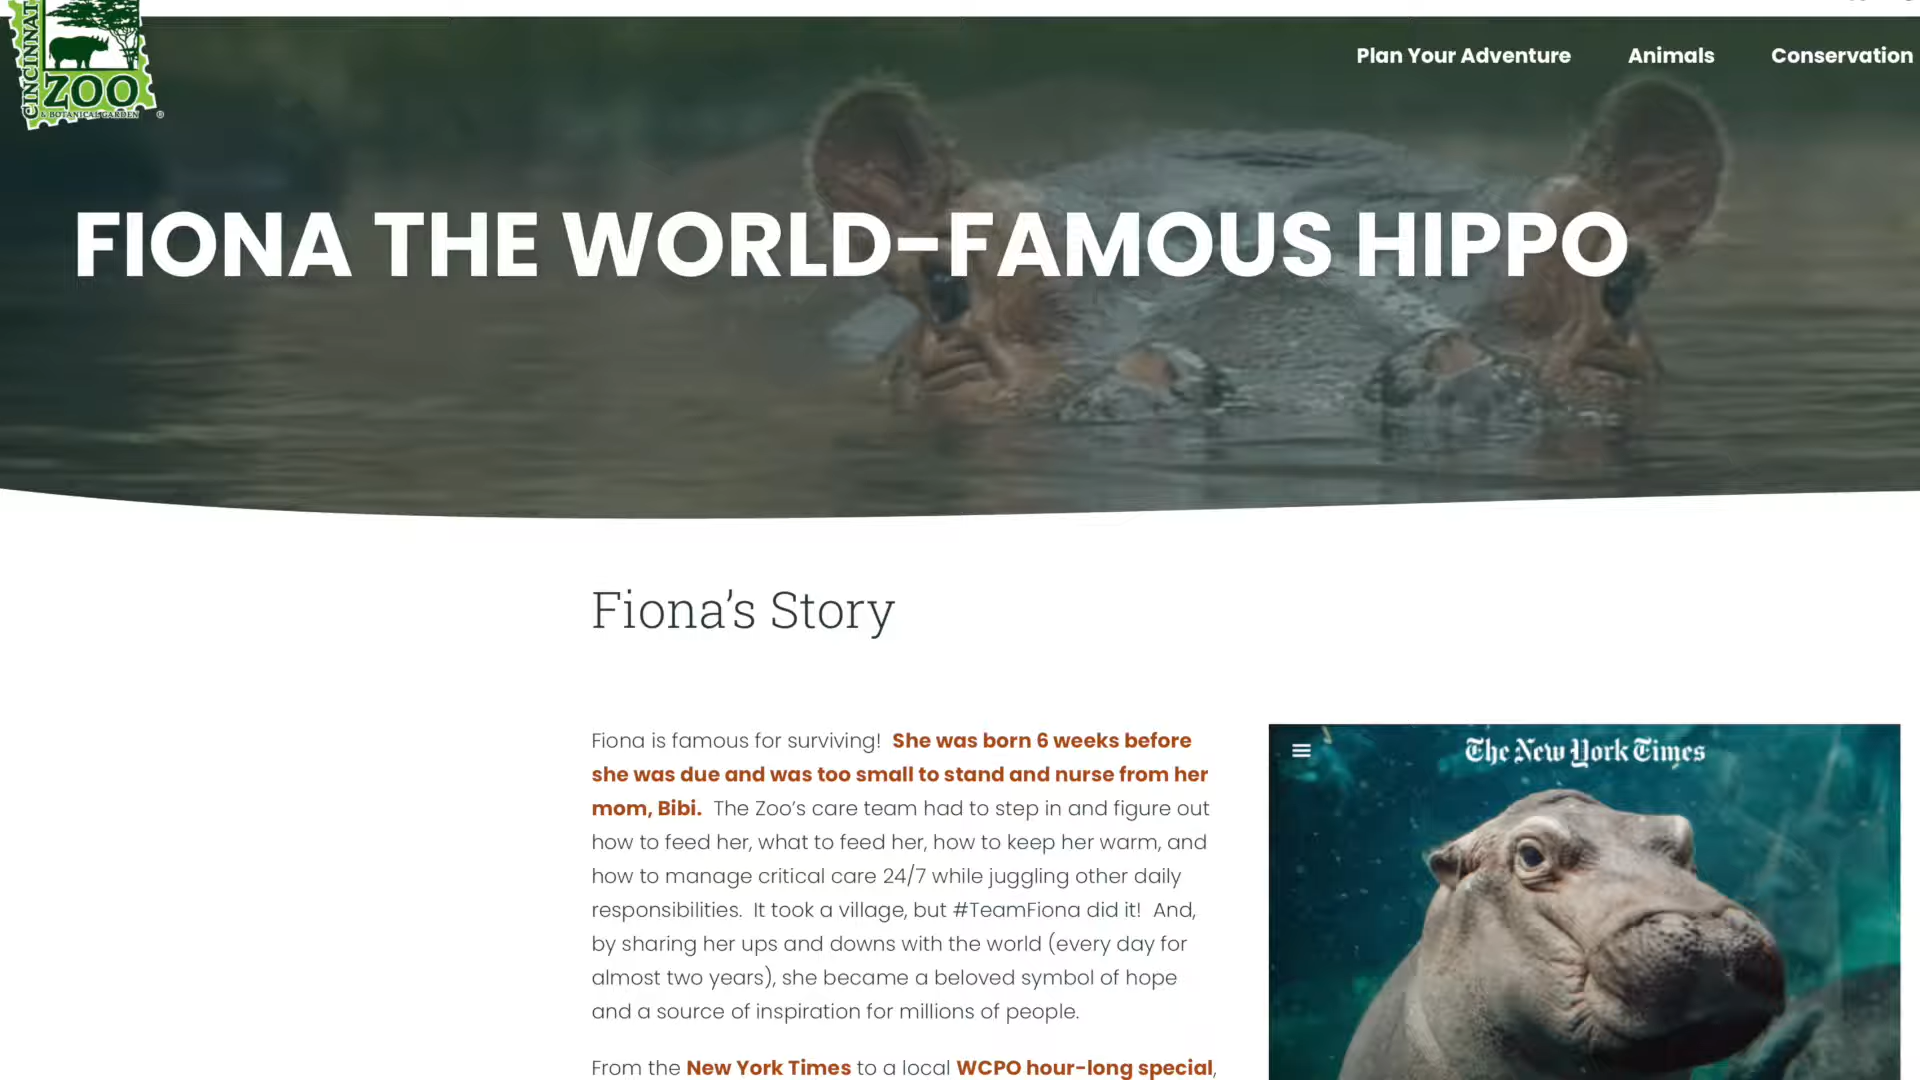 CINCINNAT
ZOO
& BOTANICAL GARDEN
Plan Your Adventure
Animals
Conservation
FIONA THE WORLD-FAMOUS HIPPO
Fiona’s Story
Fiona is famous for surviving! She was born 6 weeks before
she was due and was too small to stand and nurse from her
mom, Bibi. The Zoo’s care team had to step in and figure out
how to feed her, what to feed her, how to keep her warm, and
how to manage critical care 24/7 while juggling other daily
responsibilities. It took a village, but #TeamFiona did it! And,
by sharing her ups and downs with the world (every day for
almost two years), she became a beloved symbol of hope
and a source of inspiration for millions of people.
From the New York Times to a local WCPO hour-long special,
The New York Times